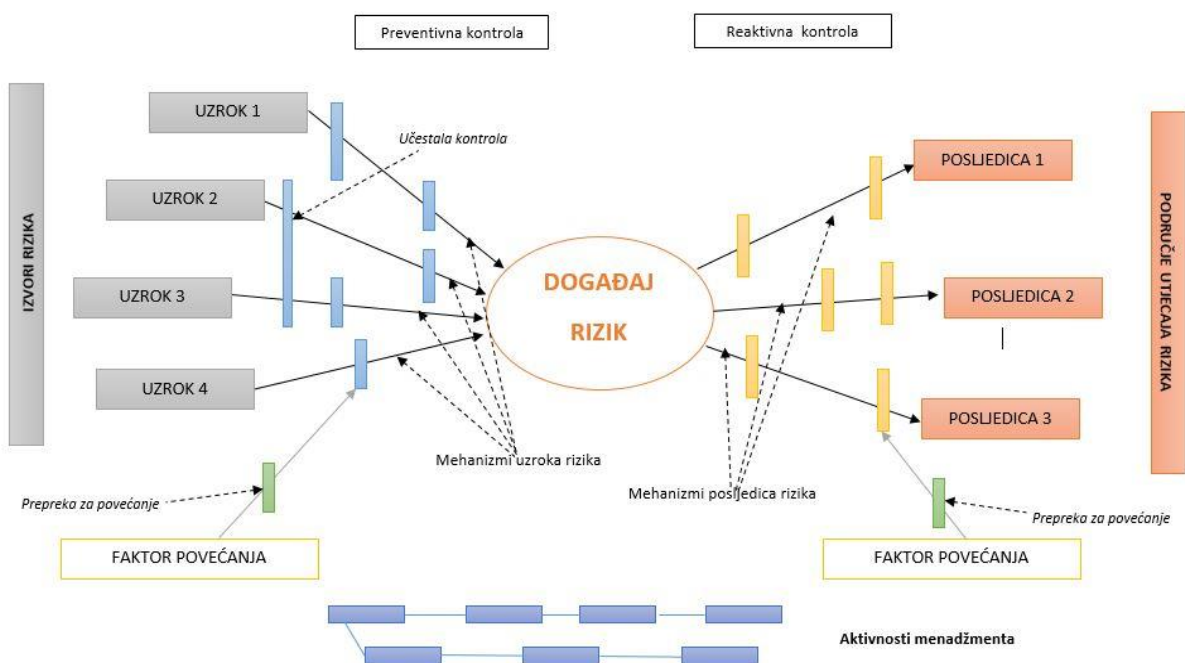 Preventivna kontrola
Reaktivna kontrola
IZVORI RIZIKA
UZROK 1
UZROK 2
UZROK 3
UZROK 4
Učestala kontrola
DOGAĐAJ
RIZIK
POSLJEDICA 1
POSLJEDICA 2
POSLJEDICA 3
PODRUČJE UTJECAJA RIZIKA
Mehanizmi uzroka rizika
Mehanizmi posljedica rizika
Prepreka za povećanje
Prepreka za povećanje
FAKTOR POVEĆANJA
FAKTOR POVEĆANJA
Aktivnosti menadžmenta